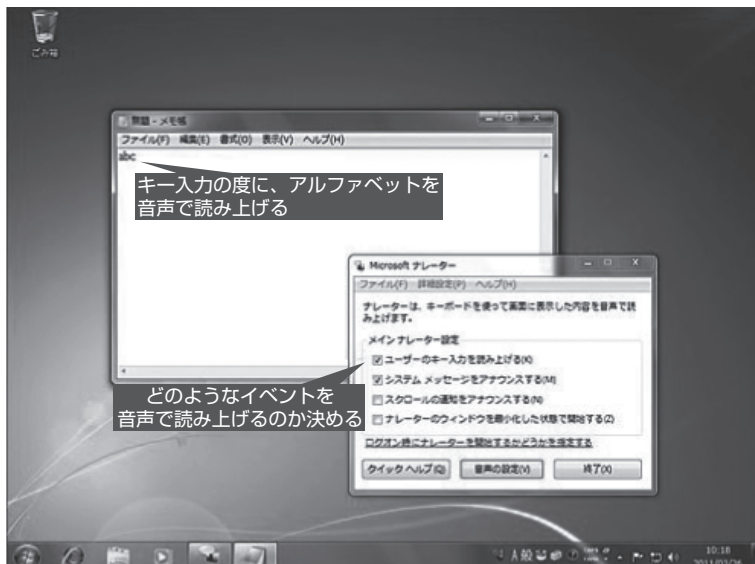 ごみ箱
無題 - メモ帳
ファイル(F) 編集(E) 書式(O) 表示(V) ヘルプ(H)
abc
キー入力の度に、アルファベットを
音声で読み上げる
Microsoft ナレーター
ファイル(F) 詳細設定(P) ヘルプ(H)
ナレーターは、キーボードを使って画面に表示した内容を音声で読
み上げます。
メイン ナレーター設定
ユーザーのキー入力を読み上げる(K)
システム メッセージをアナウンスする(M)
スクロールの通知をアナウンスする(N)
ナレーターのウィンドウを最小化した状態で開始する(Z)
どのようなイベントを
音声で読み上げるのか決める
ログオン時にナレーターを開始するかどうかを指定する
クイック ヘルプ(Q) 音声の設定(V) 終了(X)
A 般
10:18